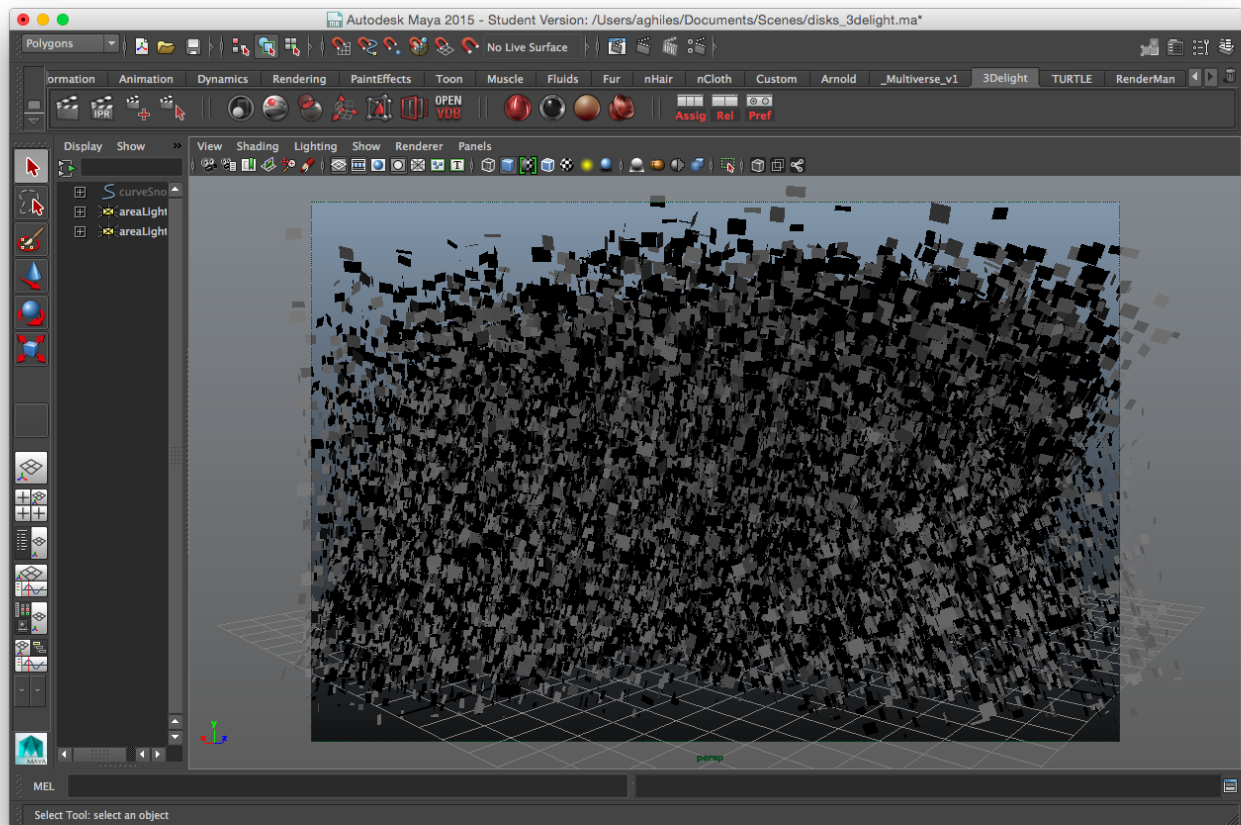 Autodesk Maya 2015 - Student Version: /Users/aghiles/Documents/Scenes/disks_3delight.ma*
Polygons No Live Surface
ormation Animation Dynamics Rendering PaintEffects Toon Muscle Fluids Fur nHair nCloth Custom Arnold _Multiverse_v1 3Delight TURTLE RenderMan
IPR OPEN VDB Assig Rel Pref
Display Show »
View Shading Lighting Show Renderer Panels
curveSno
areaLight
areaLight
y
x z
persp
MAYA
MEL
Select Tool: select an object